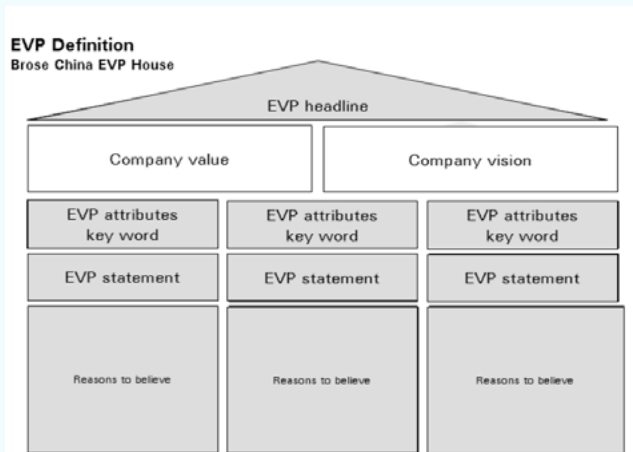 EVP Definition
Brose China EVP House
EVP headline
Company value
Company vision
EVP attributes
key word
EVP attributes
key word
EVP attributes
key word
EVP statement
EVP statement
EVP statement
Reasons to believe
Reasons to believe
Reasons to believe